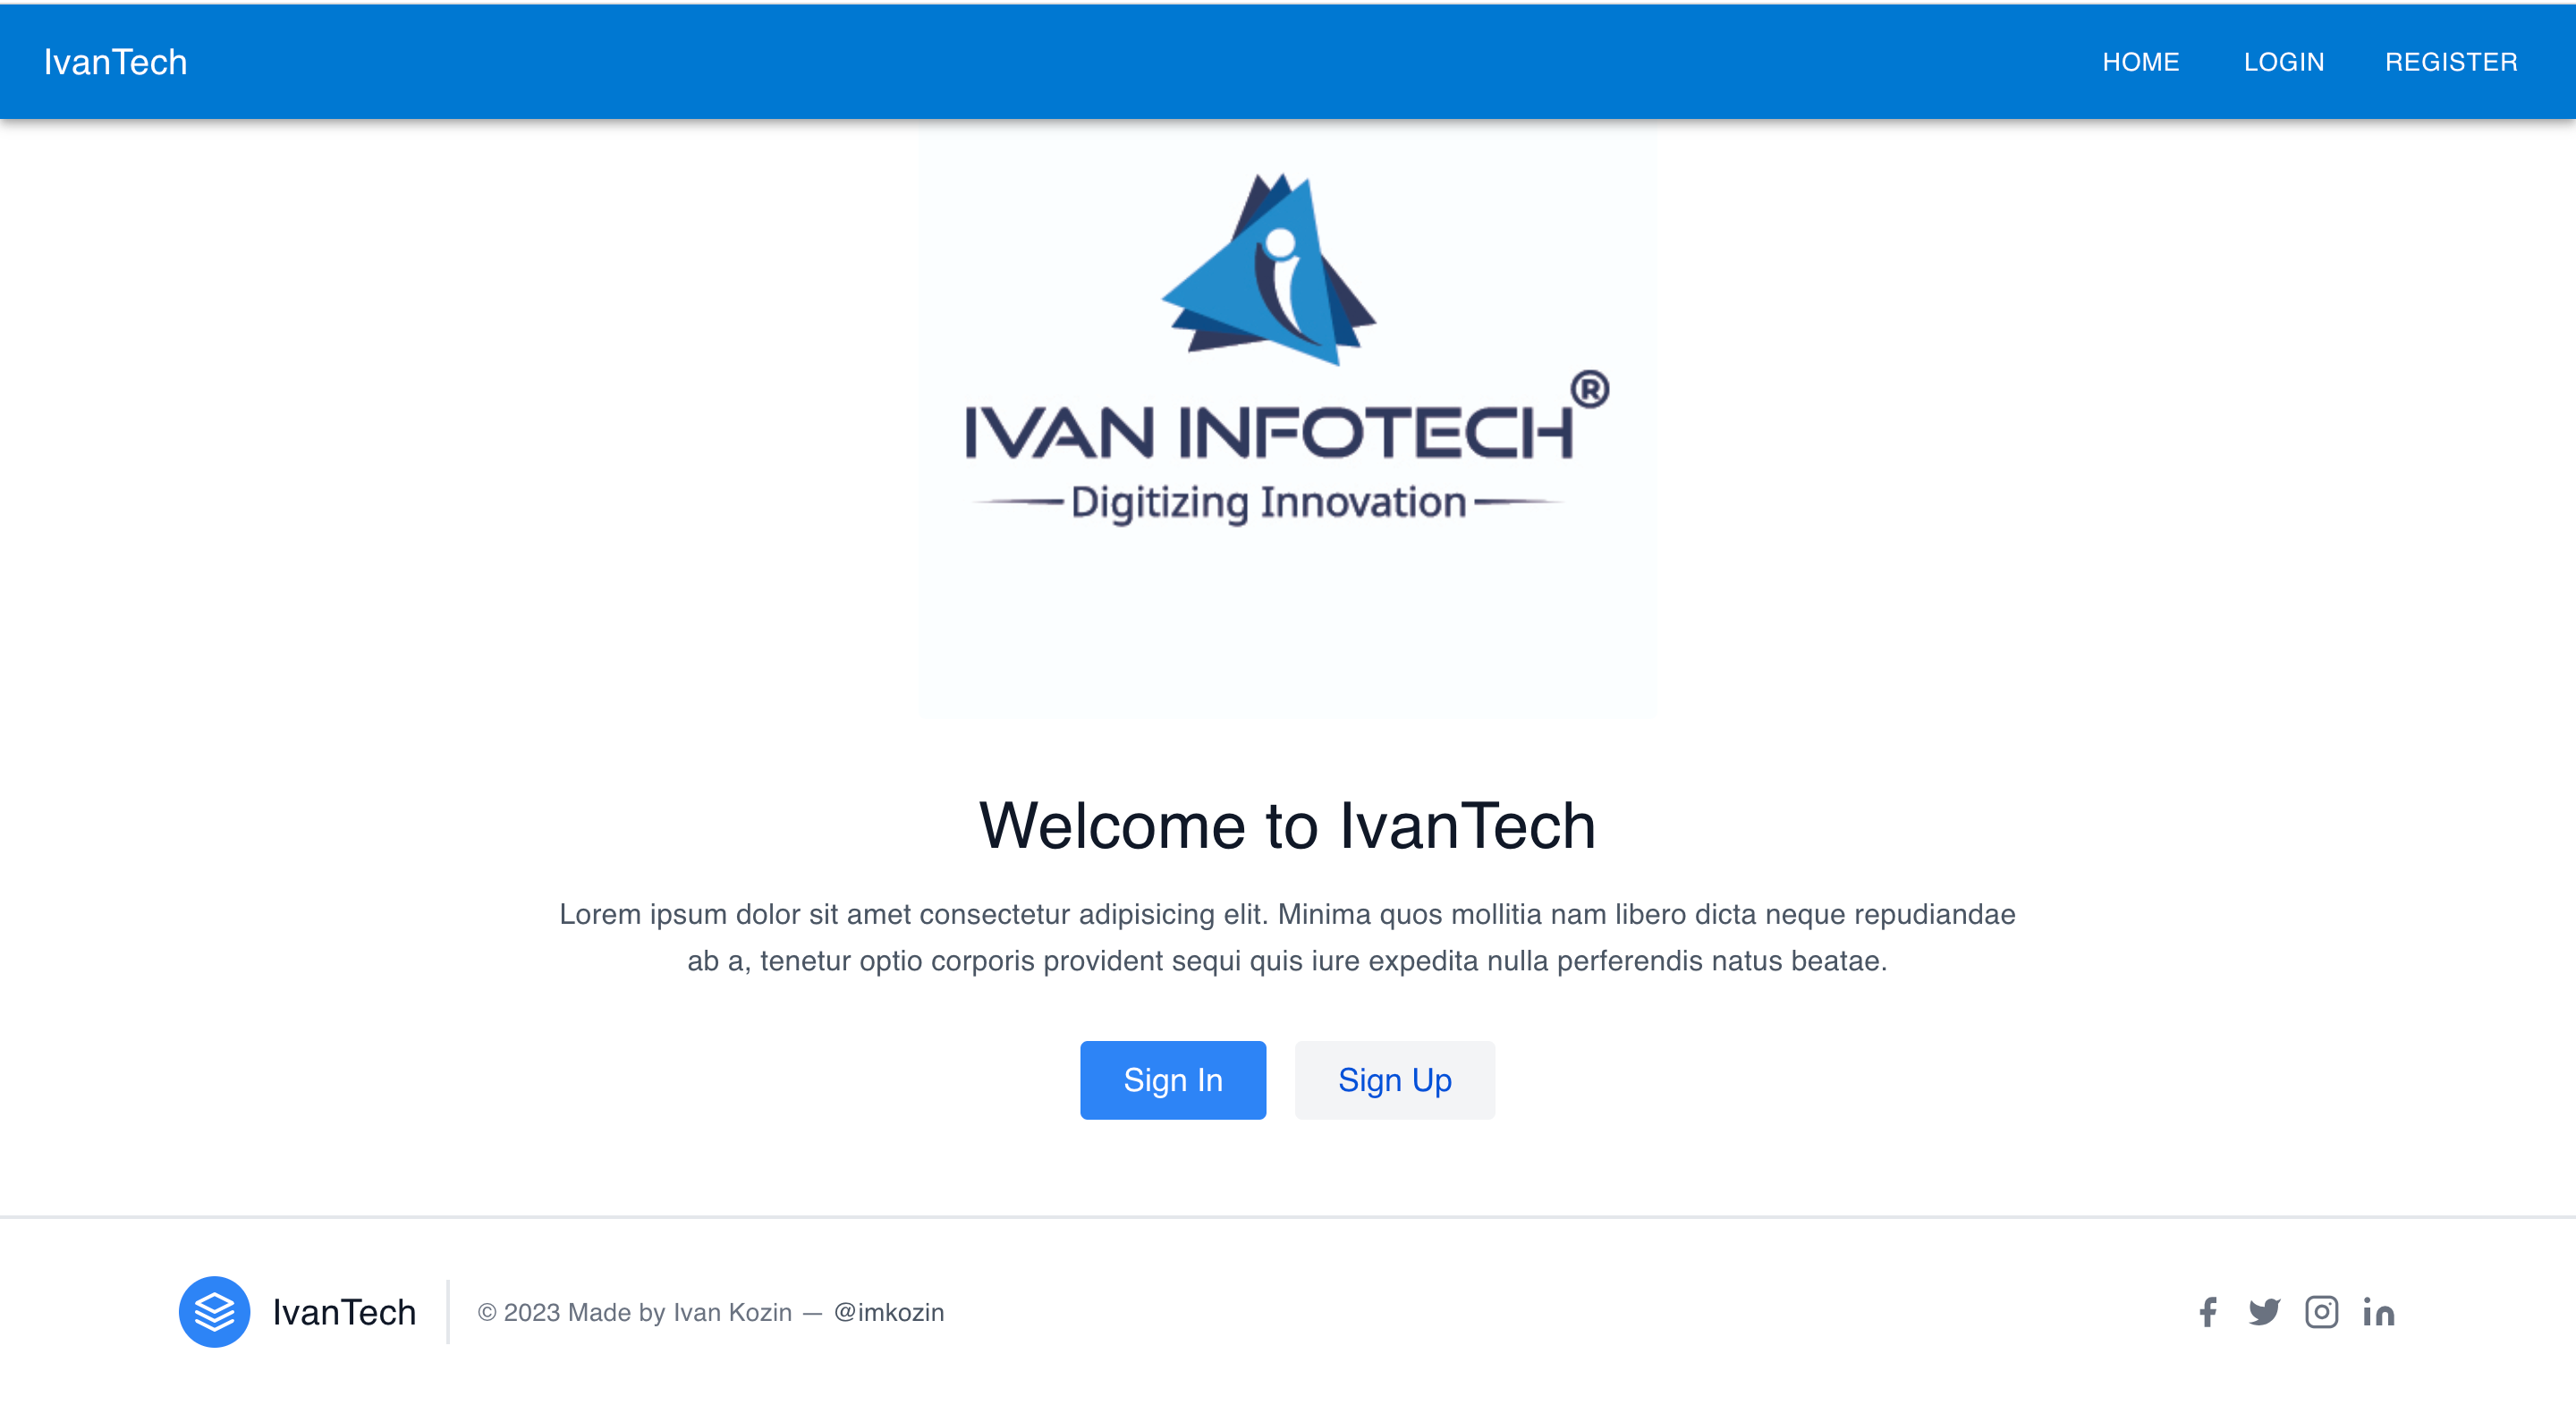 IvanTech
HOME LOGIN REGISTER
IVAN INFOTECH®
Digitizing Innovation
Welcome to IvanTech
Lorem ipsum dolor sit amet consectetur adipisicing elit. Minima quos mollitia nam libero dicta neque repudiandae
ab a, tenetur optio corporis provident sequi quis iure expedita nulla perferendis natus beatae.
Sign In Sign Up
IvanTech © 2023 Made by Ivan Kozin — @imkozin